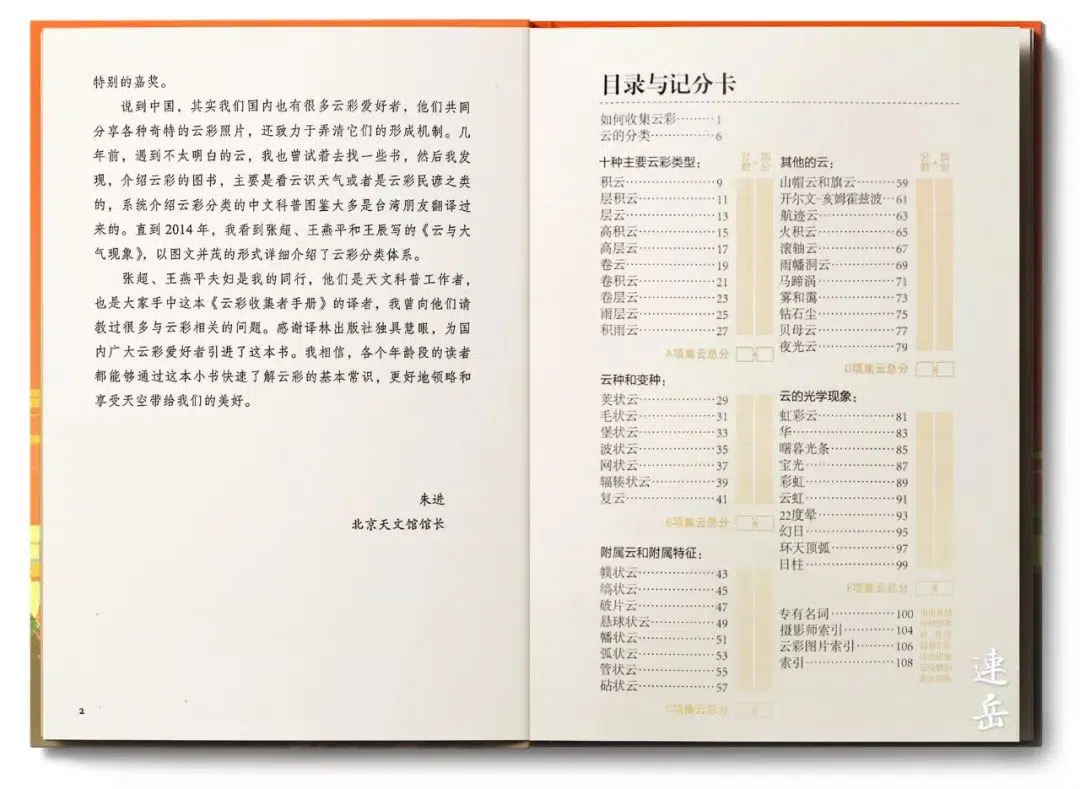 特别的嘉奖。
说到中国，其实我们国内也有很多云彩爱好者，他们共同
分享各种奇特的云彩照片，还致力于弄清它们的形成机制。几
年前，遇到不太明白的云，我也曾试着去找一些书，然后我发
现，介绍云彩的图书，主要是看云识天气或者是云彩民谚之类
的，系统介绍云彩分类的中文科普图鉴大多是台湾朋友翻译过
来的。直到 2014 年，我看到张超、王燕平和王辰写的《云与大
气现象》，以图文并茂的形式详细介绍了云彩分类体系。
张超、王燕平夫妇是我的同行，他们是天文科普工作者，
也是大家手中这本《云彩收集者手册》的译者，我曾向他们请
教过很多与云彩相关的问题。感谢译林出版社独具慧眼，为国
内广大云彩爱好者引进了这本书。我相信，各个年龄段的读者
都能够通过这本小书快速了解云彩的基本常识，更好地领略和
享受天空带给我们的美好。
朱进
北京天文馆馆长
2
目录与记分卡
如何收集云彩………1
云的分类……………6
十种主要云彩类型：
分数 + 加分
积云………………9
层积云……………11
层云………………13
高积云……………15
高层云……………17
卷云………………19
卷积云……………21
卷层云……………23
雨层云……………25
积雨云……………27
A项集云总分
云种和变种：
荚状云……………29
毛状云……………31
堡状云……………33
波状云……………35
网状云……………37
辐辏状云…………39
复云………………41
B项集云总分
附属云和附属特征：
幞状云……………43
缟状云……………45
破片云……………47
悬球状云…………49
幡状云……………51
弧状云……………53
管状云……………55
砧状云……………57
C项集云总分
其他的云：
分数 + 加分
山帽云和旗云……59
开尔文-亥姆霍兹波…61
航迹云……………63
火积云……………65
滚轴云……………67
雨幡洞云…………69
马蹄涡……………71
雾和霭……………73
钻石尘……………75
贝母云……………77
夜光云……………79
D项集云总分
云的光学现象：
虹彩云……………81
华…………………83
曙暮光条…………85
宝光………………87
彩虹………………89
云虹………………91
22度晕……………93
幻日………………95
环天顶弧…………97
日柱………………99
E项集云总分
专有名词…………100
摄影师索引………104
云彩图片索引……106
索引………………108
連岳